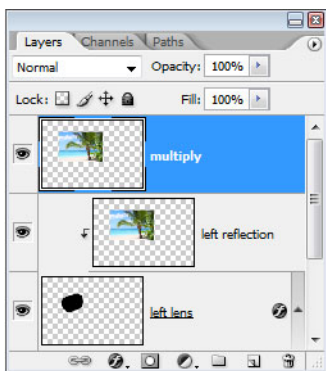 Layers Channels Paths
Normal Opacity: 100%
Lock: Fill: 100%
multiply
left reflection
left lens